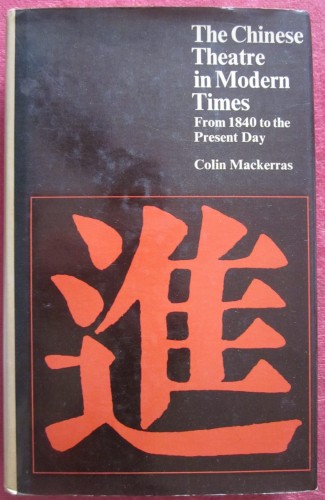 The Chinese
Theatre
in Modern
Times
From 1840 to the
Present Day
Colin Mackerras
進